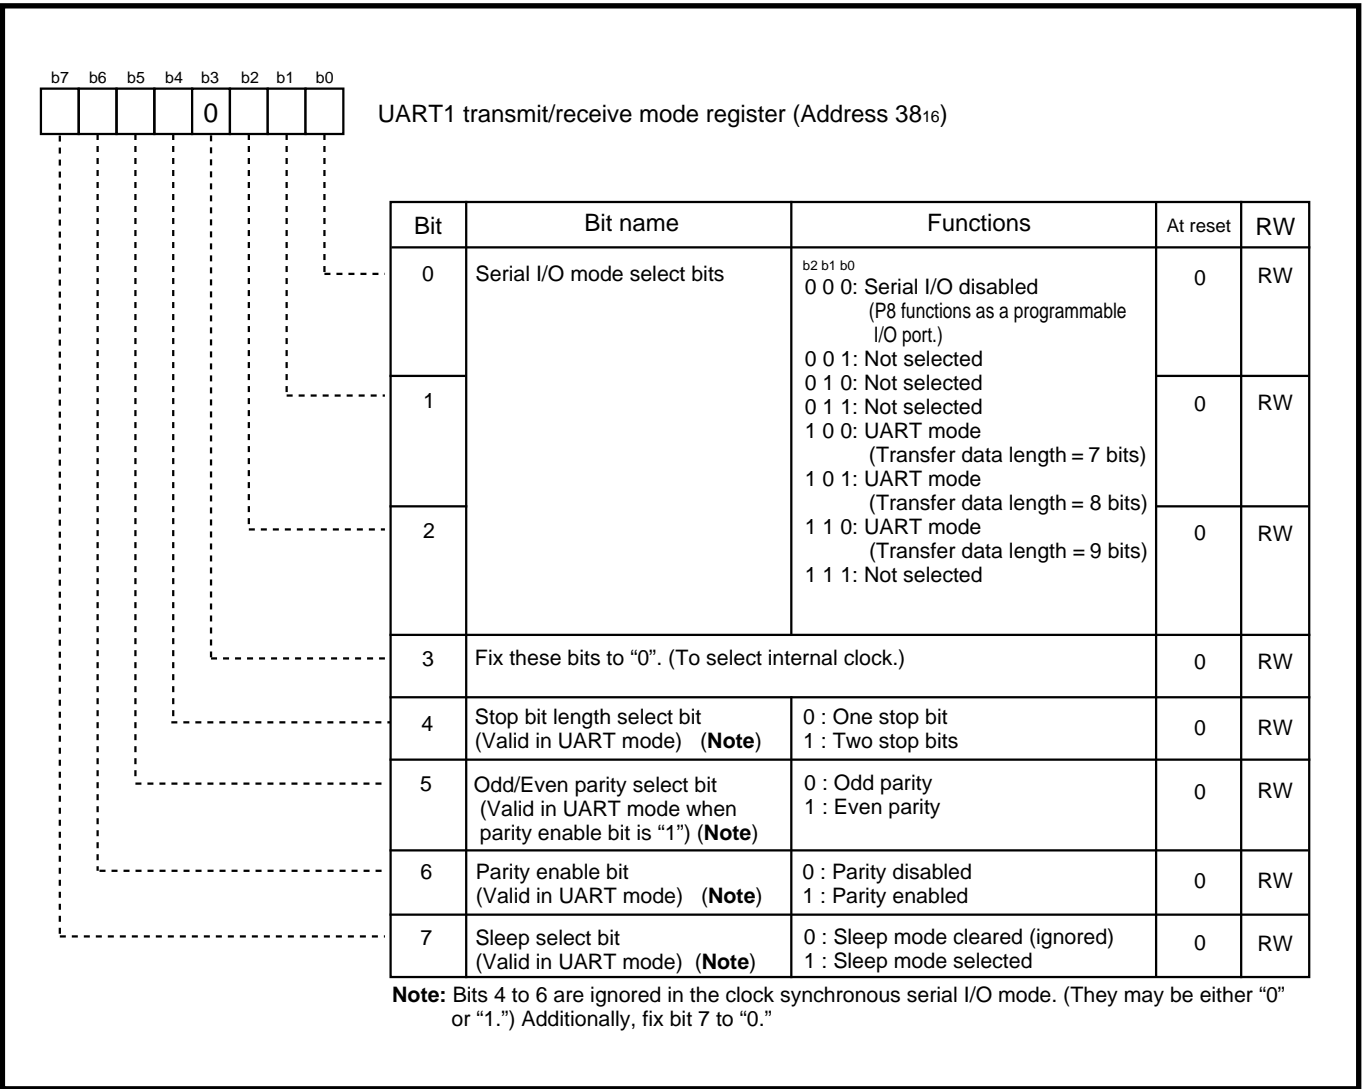 b7 b6 b5 b4 b3 b2 b1 b0
0
UART1 transmit/receive mode register (Address 3816)
Bit Bit name Functions At reset RW
0 Serial I/O mode select bits 0 RW
b2 b1 b0
0 0 0: Serial I/O disabled
(P8 functions as a programmable
I/O port.)
0 0 1: Not selected
0 1 0: Not selected
1 0 RW
0 1 1: Not selected
1 0 0: UART mode
(Transfer data length = 7 bits)
1 0 1: UART mode
(Transfer data length = 8 bits)
2 1 1 0: UART mode 0 RW
(Transfer data length = 9 bits)
1 1 1: Not selected
3 Fix these bits to “0”. (To select internal clock.) 0 RW
4 Stop bit length select bit 0 : One stop bit 0 RW
(Valid in UART mode) (Note) 1 : Two stop bits
5 Odd/Even parity select bit 0 : Odd parity 0 RW
(Valid in UART mode when 1 : Even parity
parity enable bit is “1”) (Note)
6 Parity enable bit 0 : Parity disabled 0 RW
(Valid in UART mode) (Note) 1 : Parity enabled
7 Sleep select bit 0 : Sleep mode cleared (ignored) 0 RW
(Valid in UART mode) (Note) 1 : Sleep mode selected
Note: Bits 4 to 6 are ignored in the clock synchronous serial I/O mode. (They may be either “0”
or “1.”) Additionally, fix bit 7 to “0.”